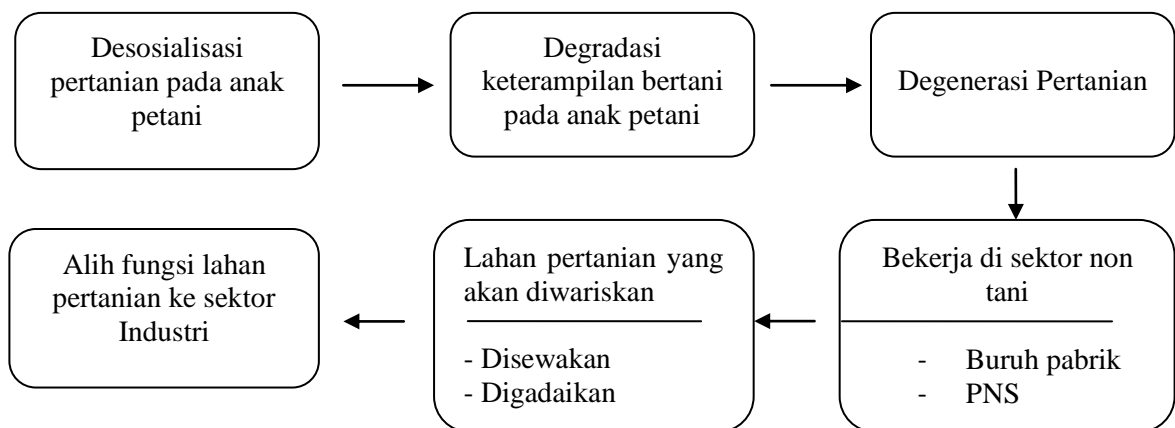 Desosialisasi
pertanian pada anak
petani
Degradasi
keterampilan bertani
pada anak petani
Degenerasi Pertanian
Bekerja di sektor non
tani
- Buruh pabrik
- PNS
Lahan pertanian yang
akan diwariskan
- Disewakan
- Digadaikan
Alih fungsi lahan
pertanian ke sektor
Industri